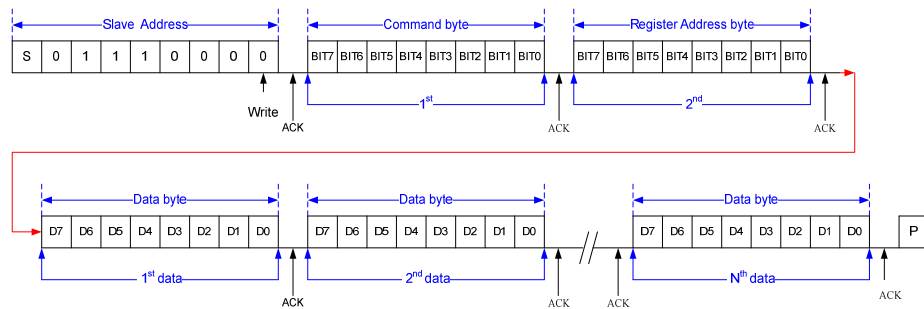 Slave Address Command byte Register Address byte
S 0 1 1 1 0 0 0 0 BIT7 BIT6 BIT5 BIT4 BIT3 BIT2 BIT1 BIT0 BIT7 BIT6 BIT5 BIT4 BIT3 BIT2 BIT1 BIT0
1st 2nd
Write ACK ACK ACK
Data byte Data byte Data byte
D7 D6 D5 D4 D3 D2 D1 D0 D7 D6 D5 D4 D3 D2 D1 D0 D7 D6 D5 D4 D3 D2 D1 D0 P
1st data 2nd data Nth data
ACK ACK ACK ACK